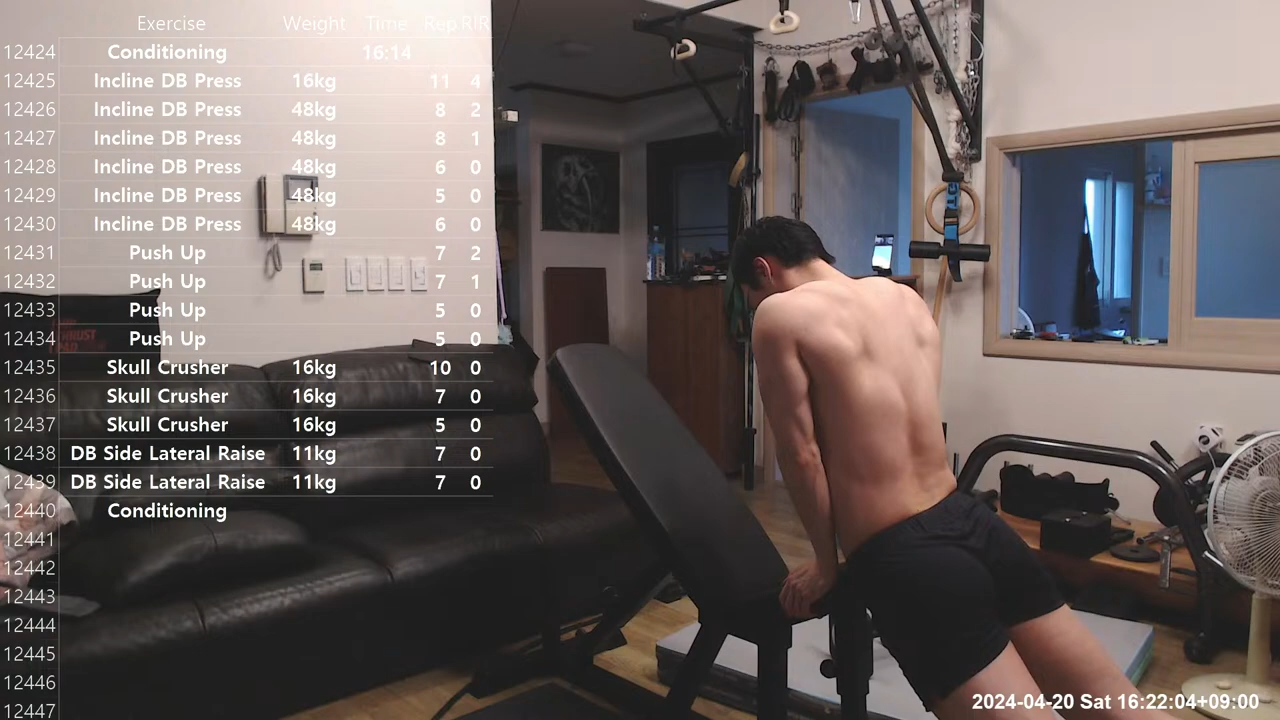 Exercise Weight Time Rep RIR
12424 Conditioning 16:14
12425 Incline DB Press 16kg 11 4
12426 Incline DB Press 48kg 8 2
12427 Incline DB Press 48kg 8 1
12428 Incline DB Press 48kg 6 0
12429 Incline DB Press 48kg 5 0
12430 Incline DB Press 48kg 6 0
12431 Push Up 7 2
12432 Push Up 7 1
12433 Push Up 5 0
12434 Push Up 5 0
12435 Skull Crusher 16kg 10 0
12436 Skull Crusher 16kg 7 0
12437 Skull Crusher 16kg 5 0
12438 DB Side Lateral Raise 11kg 7 0
12439 DB Side Lateral Raise 11kg 7 0
12440 Conditioning
12441
12442
12443
12444
12445
12446
12447
THRUST
PAD
2024-04-20 Sat 16:22:04+09:00